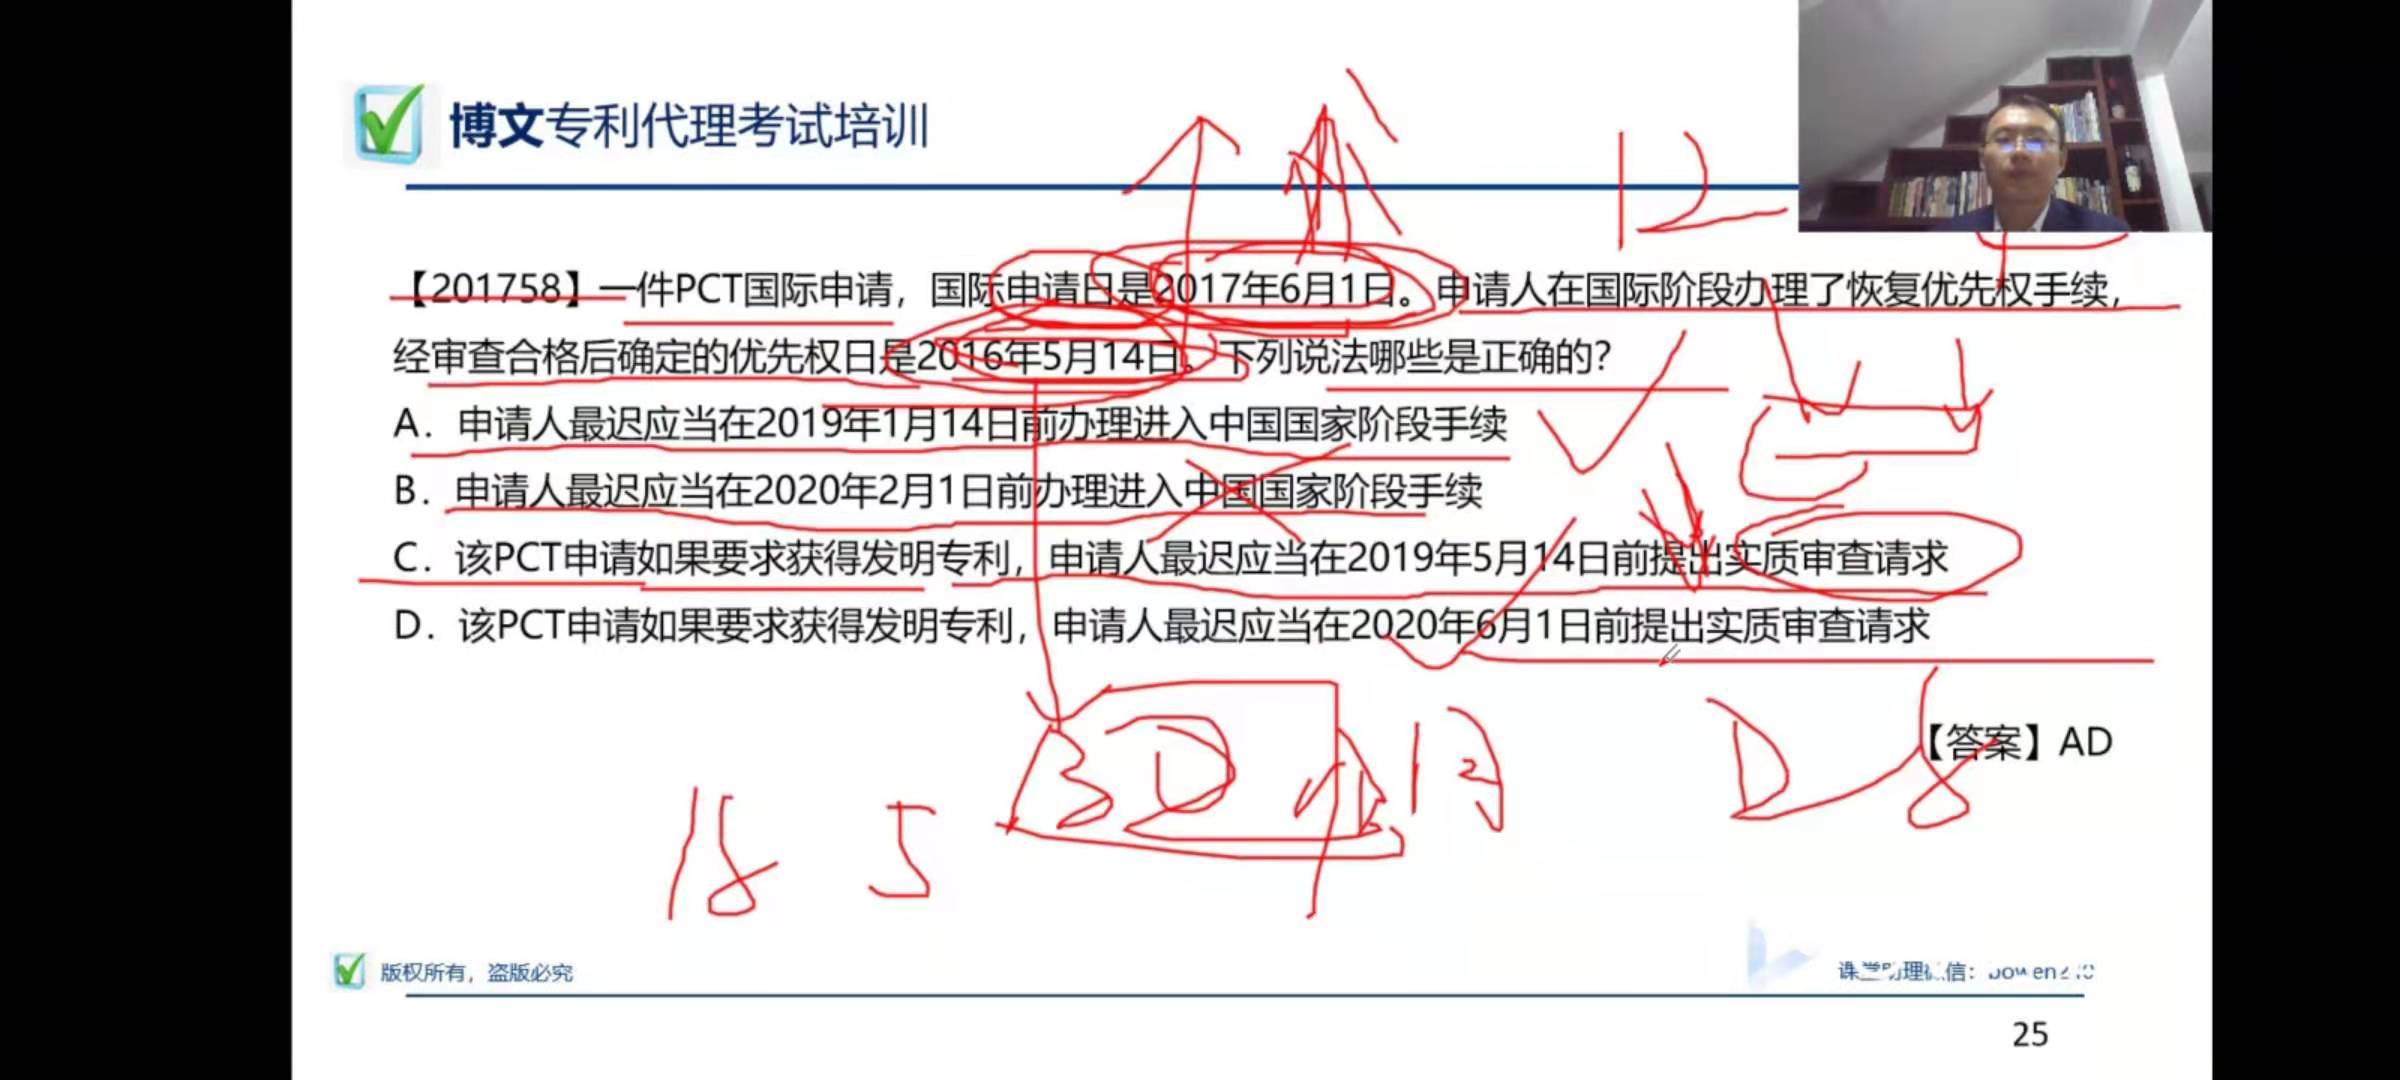 博文专利代理考试培训
12
【201758】一件PCT国际申请，国际申请日是2017年6月1日。申请人在国际阶段办理了恢复优先权手续，
经审查合格后确定的优先权日是2016年5月14日。下列说法哪些是正确的？
A．申请人最迟应当在2019年1月14日前办理进入中国国家阶段手续
B．申请人最迟应当在2020年2月1日前办理进入中国国家阶段手续
C．该PCT申请如果要求获得发明专利，申请人最迟应当在2019年5月14日前提出实质审查请求
D．该PCT申请如果要求获得发明专利，申请人最迟应当在2020年6月1日前提出实质审查请求
【答案】AD
18 5
版权所有，盗版必究
25